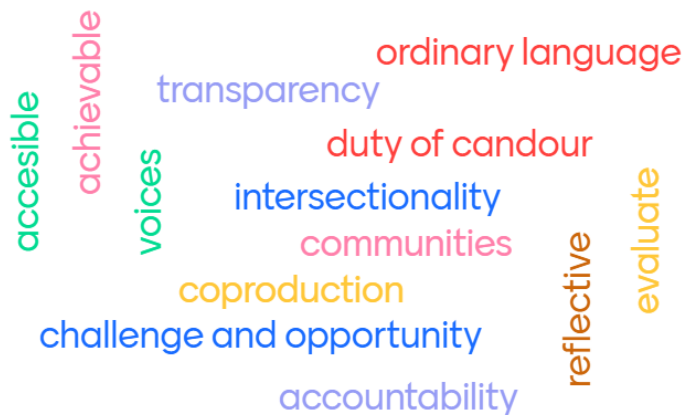 ordinary language
achievable
transparency
accesible
duty of candour
voices
intersectionality
evaluate
communities
reflective
coproduction
challenge and opportunity
accountability